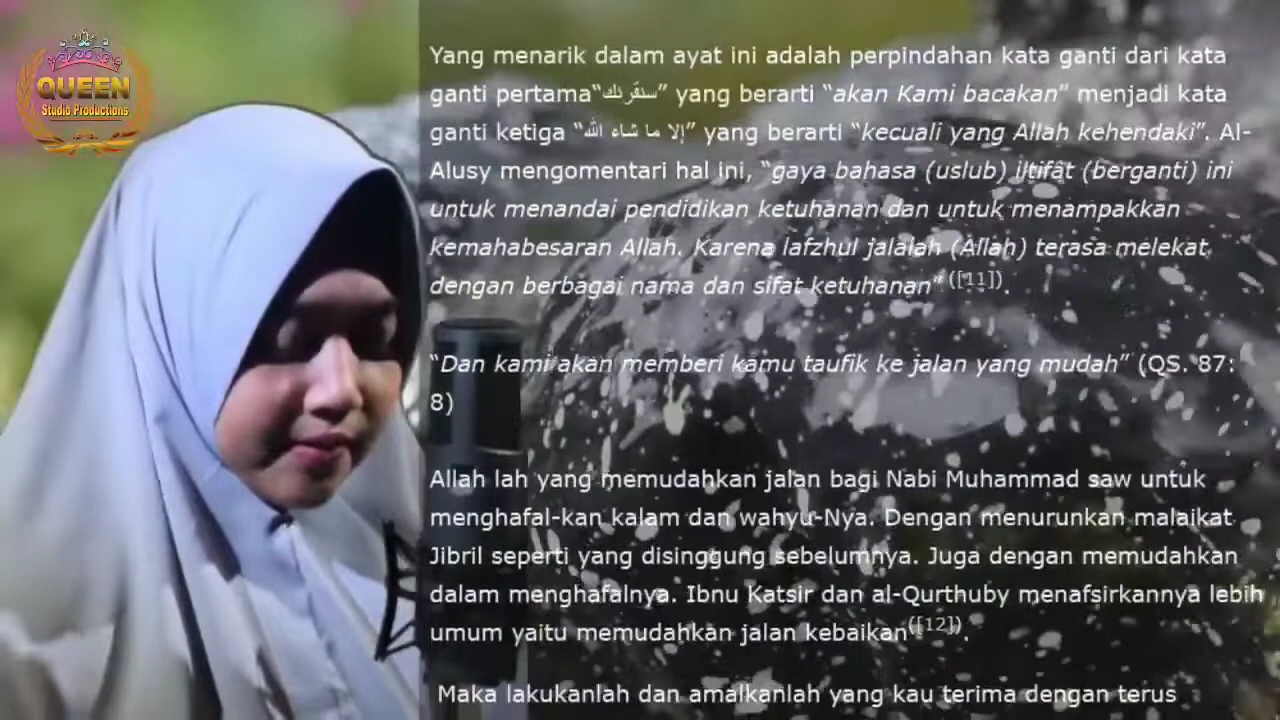 QUEEN
Studio Productions
Yang menarik dalam ayat ini adalah perpindahan kata ganti dari kata
ganti pertama“سنقرئك” yang berarti “akan Kami bacakan” menjadi kata
ganti ketiga “إلا ما شاء الله” yang berarti “kecuali yang Allah kehendaki”. Al-
Alusy mengomentari hal ini, “gaya bahasa (uslub) iltifat (berganti) ini
untuk menandai pendidikan ketuhanan dan untuk menampakkan
kemahabesaran Allah. Karena lafzhul jalalah (Allah) terasa melekat
dengan berbagai nama dan sifat ketuhanan” ([11]).
“Dan kami akan memberi kamu taufik ke jalan yang mudah” (QS. 87:
8)
Allah lah yang memudahkan jalan bagi Nabi Muhammad saw untuk
menghafal-kan kalam dan wahyu-Nya. Dengan menurunkan malaikat
Jibril seperti yang disinggung sebelumnya. Juga dengan memudahkan
dalam menghafalnya. Ibnu Katsir dan al-Qurthuby menafsirkannya lebih
umum yaitu memudahkan jalan kebaikan([12]).
Maka lakukanlah dan amalkanlah yang kau terima dengan terus